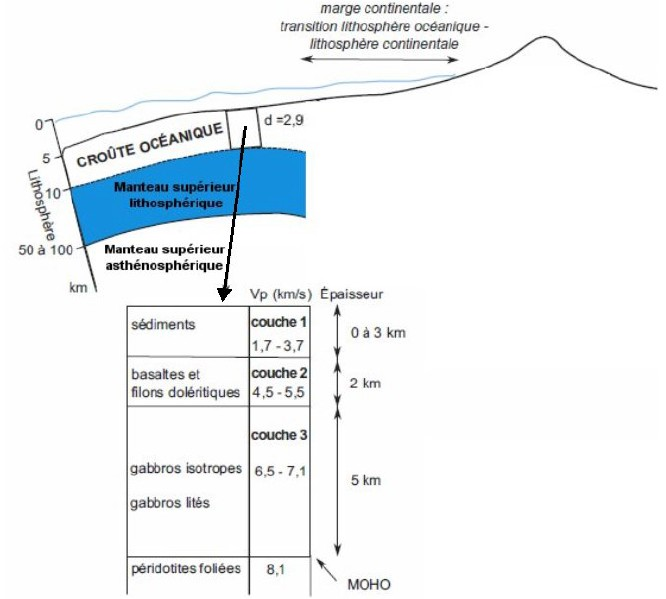 marge continentale :
transition lithosphère océanique -
lithosphère continentale
0
d =2,9
CROÛTE OCÉANIQUE
5
10
Lithosphère
Manteau supérieur
lithosphérique
50 à 100
Manteau supérieur
asthénosphérique
km
Vp (km/s) Épaisseur
sédiments
couche 1
1,7 - 3,7
0 à 3 km
basaltes et
filons doléritiques
couche 2
4,5 - 5,5
2 km
couche 3
gabbros isotropes
6,5 - 7,1
5 km
gabbros lités
péridotites foliées
8,1
MOHO